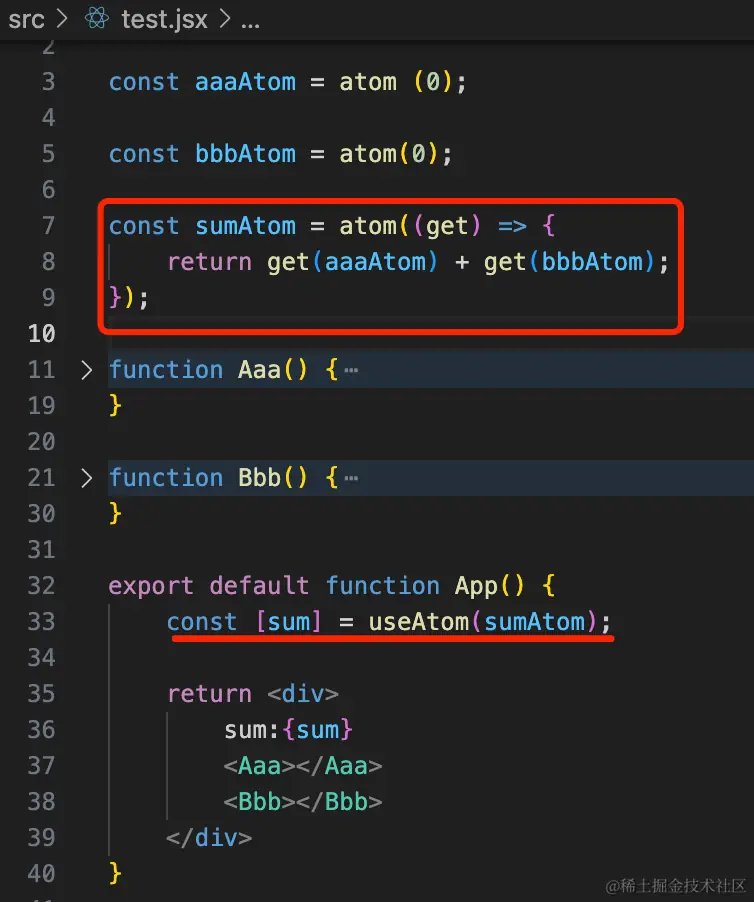 src > test.jsx > ...
2
3 const aaaAtom = atom (0);
4
5 const bbbAtom = atom(0);
6
7 const sumAtom = atom((get) => {
8 return get(aaaAtom) + get(bbbAtom);
9 });
10
11 > function Aaa() { ⋯
19 }
20
21 > function Bbb() { ⋯
30 }
31
32 export default function App() {
33 const [sum] = useAtom(sumAtom);
34
35 return <div>
36 sum:{sum}
37 <Aaa></Aaa>
38 <Bbb></Bbb>
39 </div>
40 }
@稀土掘金技术社区